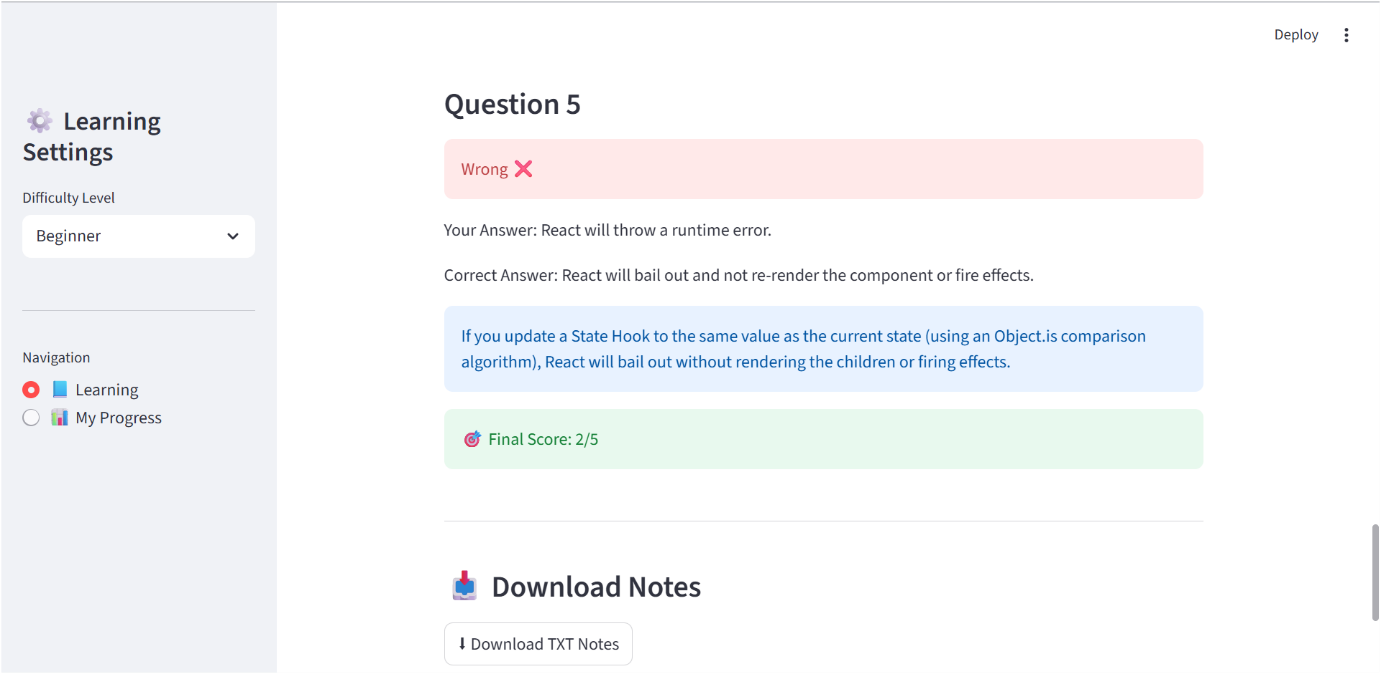 Deploy
Learning
Settings
Difficulty Level
Beginner
Navigation
Learning
My Progress
Question 5
Wrong
Your Answer: React will throw a runtime error.
Correct Answer: React will bail out and not re-render the component or fire effects.
If you update a State Hook to the same value as the current state (using an Object.is comparison
algorithm), React will bail out without rendering the children or firing effects.
Final Score: 2/5
Download Notes
Download TXT Notes